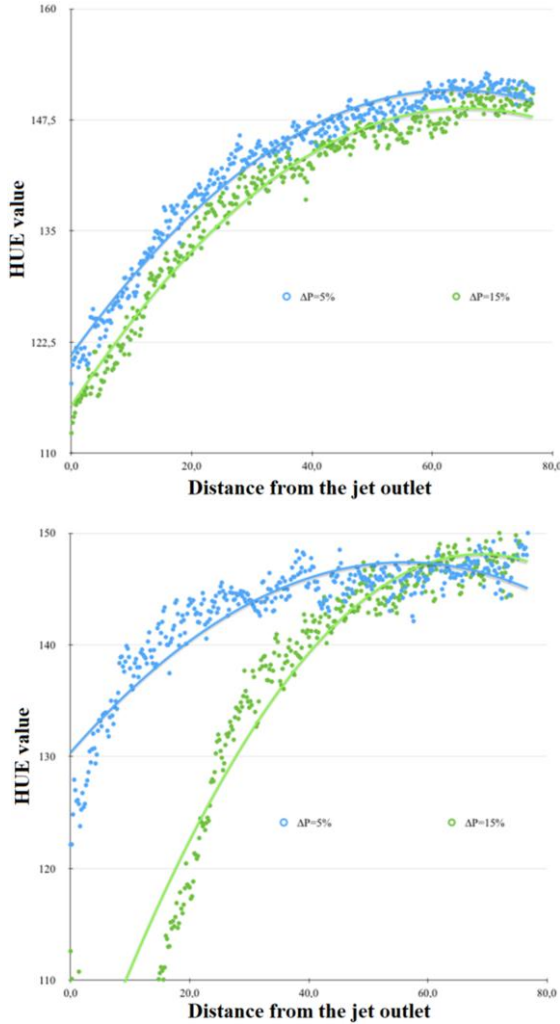 160
147,5
135
122,5
110
HUE value
ΔP=5% ΔP=15%
0,0 20,0 40,0 60,0 80,0
Distance from the jet outlet
150
140
130
120
110
HUE value
ΔP=5% ΔP=15%
0,0 20,0 40,0 60,0 80,0
Distance from the jet outlet